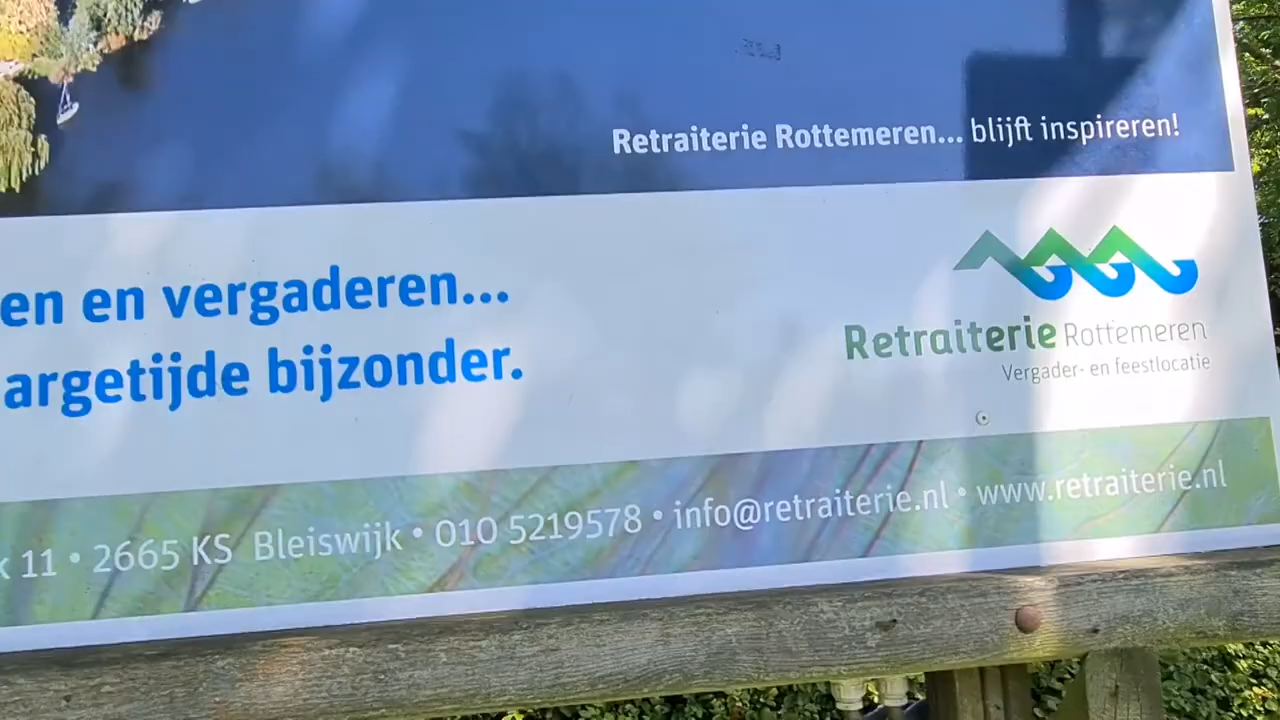 Retraiterie Rottemeren... blijft inspireren!
en en vergaderen...
argetijde bijzonder.
Retraiterie Rottemeren
Vergader- en feestlocatie
k 11 • 2665 KS Bleiswijk • 010 5219578 • info@retraiterie.nl • www.retraiterie.nl